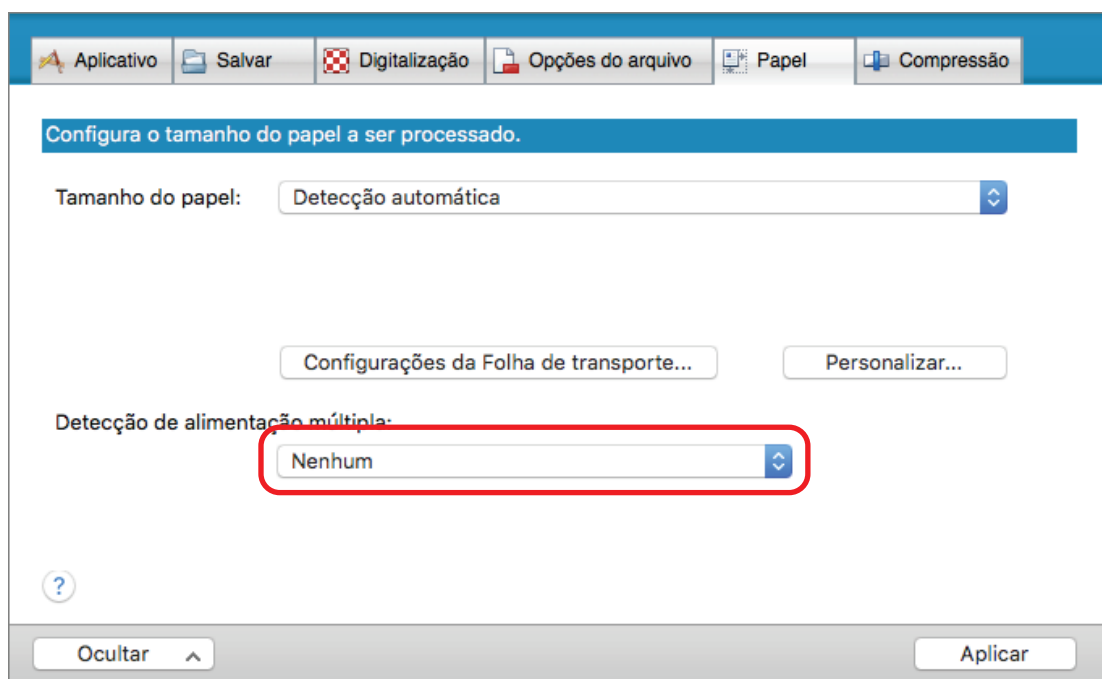 Aplicativo Salvar Digitalização Opções do arquivo Papel Compressão
Configura o tamanho do papel a ser processado.
Tamanho do papel: Detecção automática
Configurações da Folha de transporte... Personalizar...
Detecção de alimentação múltipla:
Nenhum
?
Ocultar Aplicar